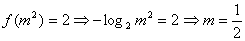 f(m²) = 2 ⇒ −log₂ m² = 2 ⇒ m = 1/2